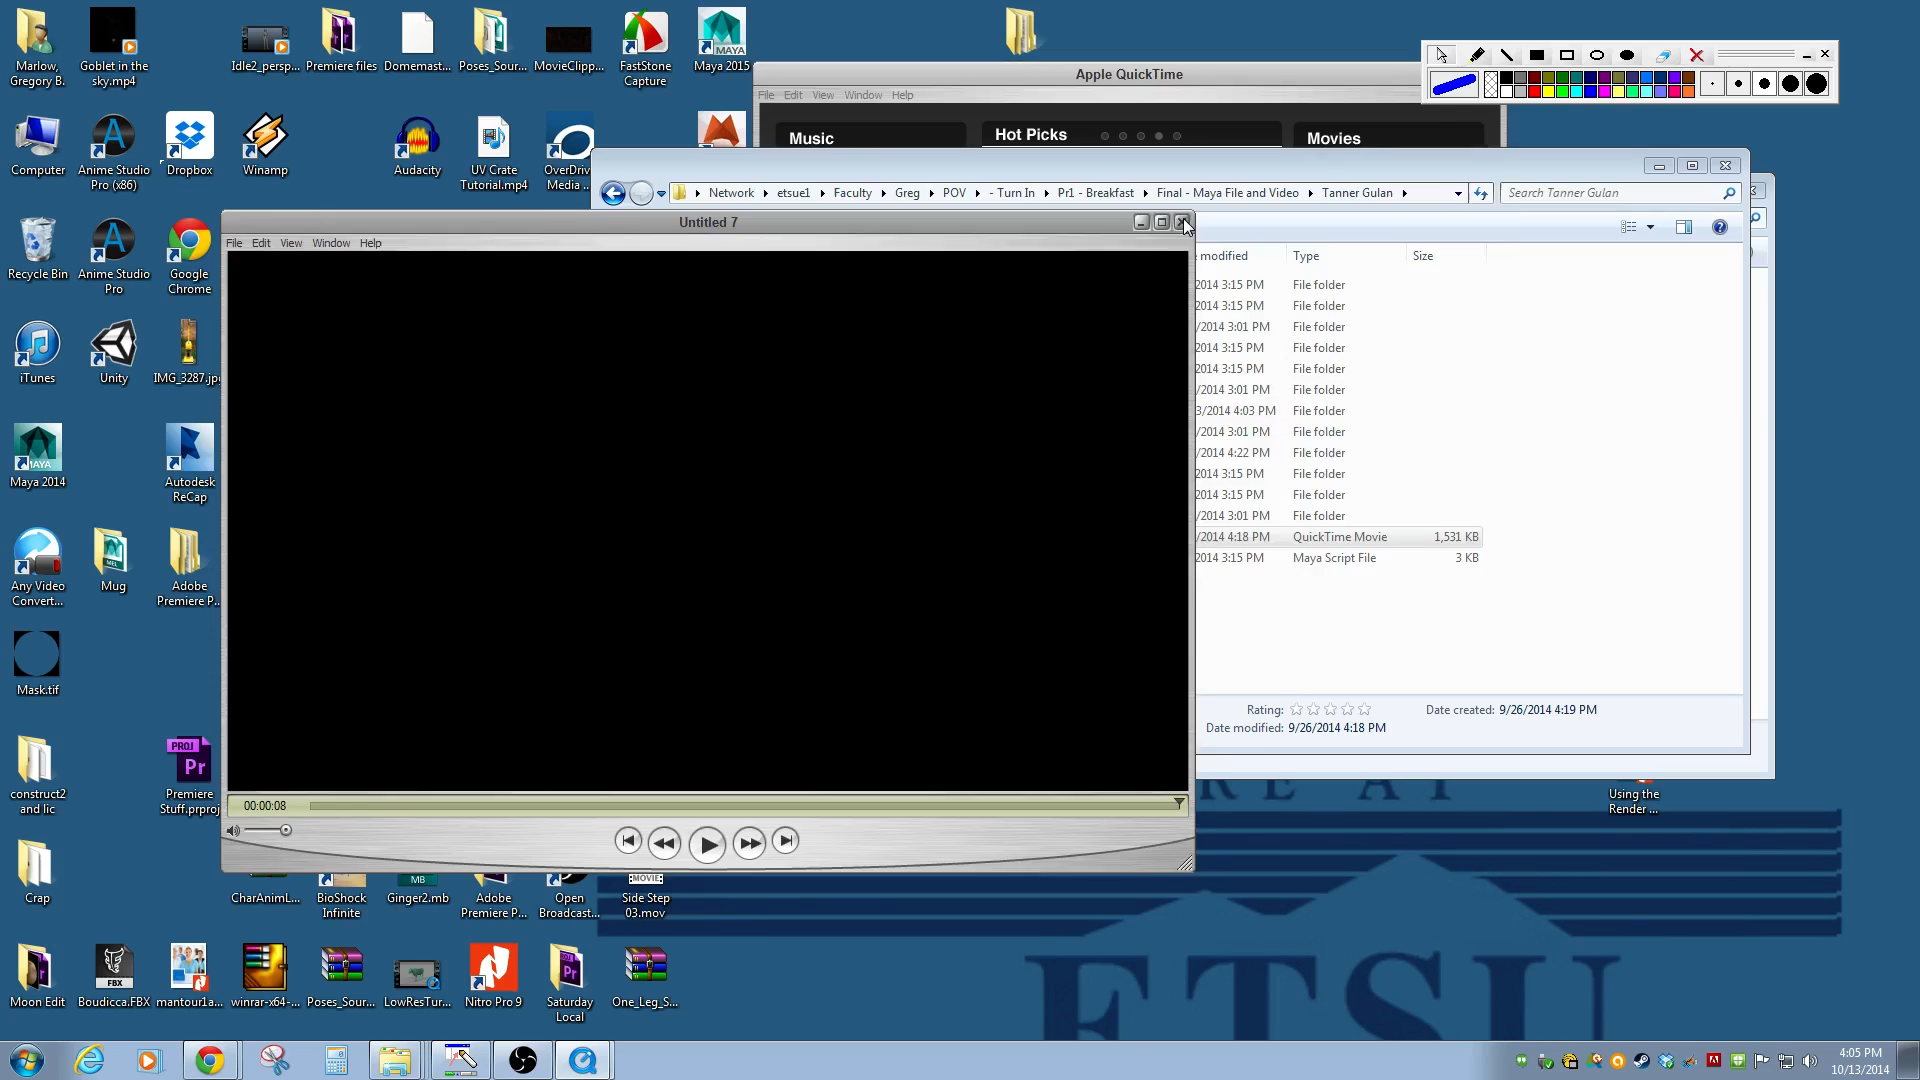 Marlow,
Gregory B.
Goblet in the
sky.mp4
Idle2_persp...
Premiere files
Domemast...
Poses_Sour...
MovieClipp...
FastStone
Capture
MAYA
Maya 2015
Apple QuickTime
File Edit View Window Help
Music
Hot Picks
Movies
Computer
Anime Studio
Pro (x86)
Dropbox
Winamp
Audacity
UV Crate
Tutorial.mp4
OverDriv
Media ...
Network etsue1 Faculty Greg POV - Turn In Pr1 - Breakfast Final - Maya File and Video Tanner Gulan
Search Tanner Gulan
Untitled 7
File Edit View Window Help
modified Type Size
2014 3:15 PM File folder
2014 3:15 PM File folder
/2014 3:01 PM File folder
2014 3:15 PM File folder
2014 3:15 PM File folder
/2014 3:01 PM File folder
3/2014 4:03 PM File folder
/2014 3:01 PM File folder
/2014 4:22 PM File folder
2014 3:15 PM File folder
2014 3:15 PM File folder
/2014 3:01 PM File folder
/2014 4:18 PM QuickTime Movie 1,531 KB
2014 3:15 PM Maya Script File 3 KB
Rating:
Date created: 9/26/2014 4:19 PM
Date modified: 9/26/2014 4:18 PM
Recycle Bin
Anime Studio
Pro
Google
Chrome
iTunes
Unity
IMG_3287.jp
MAYA
Maya 2014
Autodesk
ReCap
Any Video
Convert...
MEL
Mug
Adobe
Premiere P...
Mask.tif
construct2
and lic
PROJ
Pr
Premiere
Stuff.prproj
Using the
Render ...
00:00:08
Crap
CharAnimL...
BioShock
Infinite
MB
Ginger2.mb
Adobe
Premiere P...
Open
Broadcast...
MOVIE
Side Step
03.mov
Moon Edit
FBX
Boudicca.FBX
mantour1a...
winrar-x64-...
Poses_Sour...
LowResTur...
Nitro Pro 9
Pr
Saturday
Local
One_Leg_S...
RE AT
ETSU
4:05 PM
10/13/2014